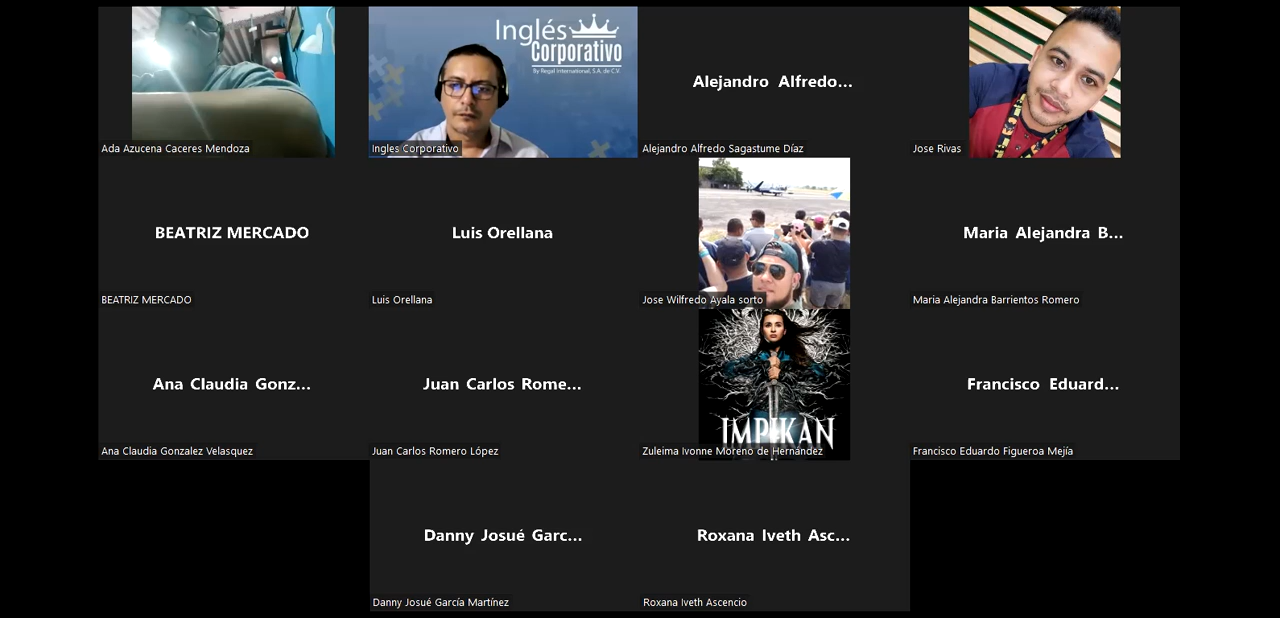 Inglés
Corporativo
By Regal International, S.A. de C.V.
Alejandro Alfredo...
Ada Azucena Caceres Mendoza
Ingles Corporativo
Alejandro Alfredo Sagastume Díaz
Jose Rivas
BEATRIZ MERCADO
Luis Orellana
Maria Alejandra B...
BEATRIZ MERCADO
Luis Orellana
Jose Wilfredo Ayala sorto
Maria Alejandra Barrientos Romero
Ana Claudia Gonz...
Juan Carlos Rome...
Francisco Eduard...
IMPIKAN
Ana Claudia Gonzalez Velasquez
Juan Carlos Romero López
Zuleima Ivonne Moreno de Hernández
Francisco Eduardo Figueroa Mejía
Danny Josué Garc...
Roxana Iveth Asc...
Danny Josué García Martínez
Roxana Iveth Ascencio